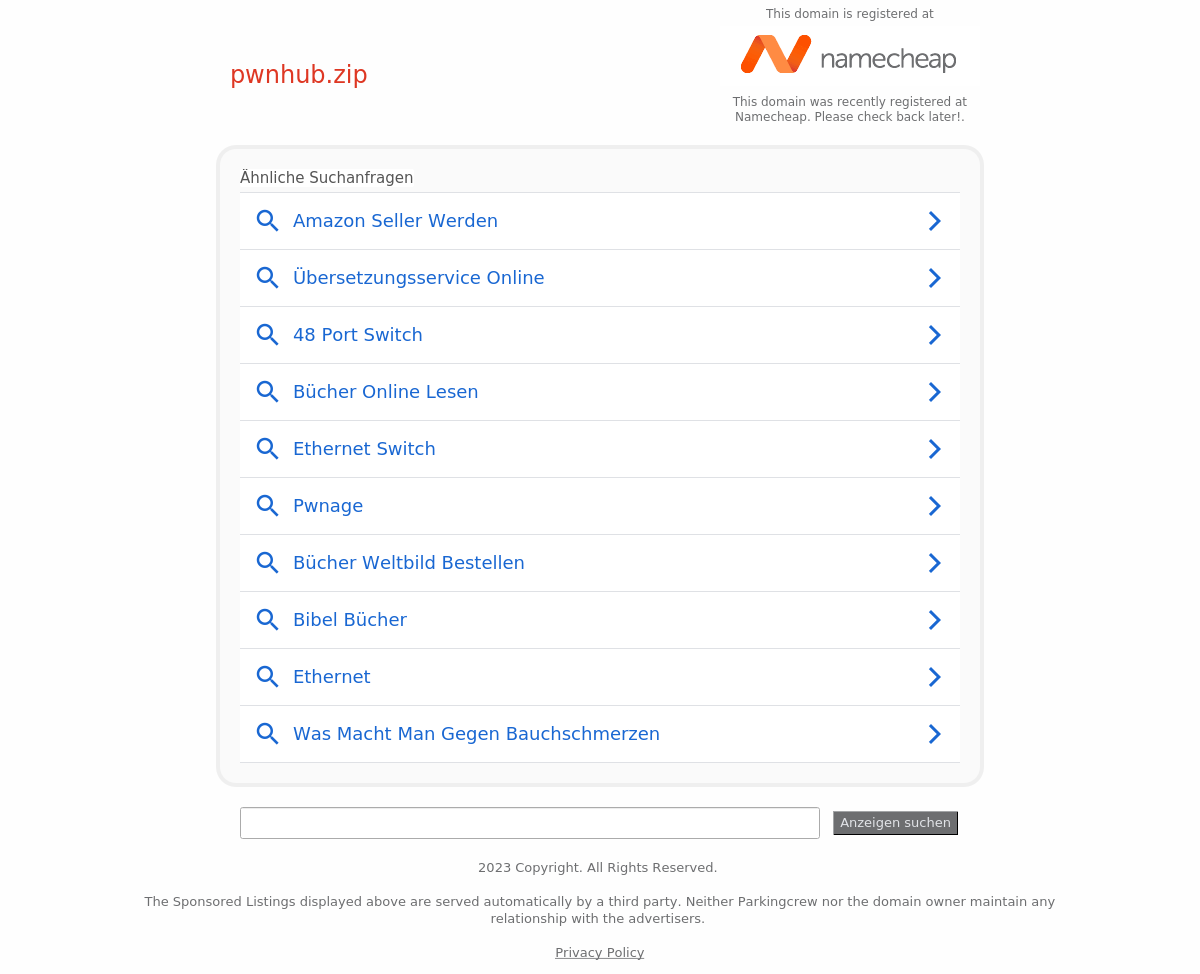 This domain is registered at
namecheap
pwnhub.zip
This domain was recently registered at
Namecheap. Please check back later!.
Ähnliche Suchanfragen
Amazon Seller Werden
Übersetzungsservice Online
48 Port Switch
Bücher Online Lesen
Ethernet Switch
Pwnage
Bücher Weltbild Bestellen
Bibel Bücher
Ethernet
Was Macht Man Gegen Bauchschmerzen
Anzeigen suchen
2023 Copyright. All Rights Reserved.
The Sponsored Listings displayed above are served automatically by a third party. Neither Parkingcrew nor the domain owner maintain any
relationship with the advertisers.
Privacy Policy